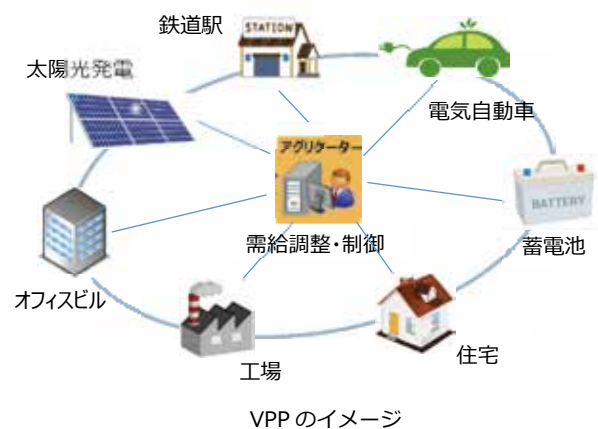 鉄道駅
STATION
太陽光発電
電気自動車
アグリゲーター
BATTERY
需給調整・制御
蓄電池
オフィスビル
住宅
工場
VPP のイメージ